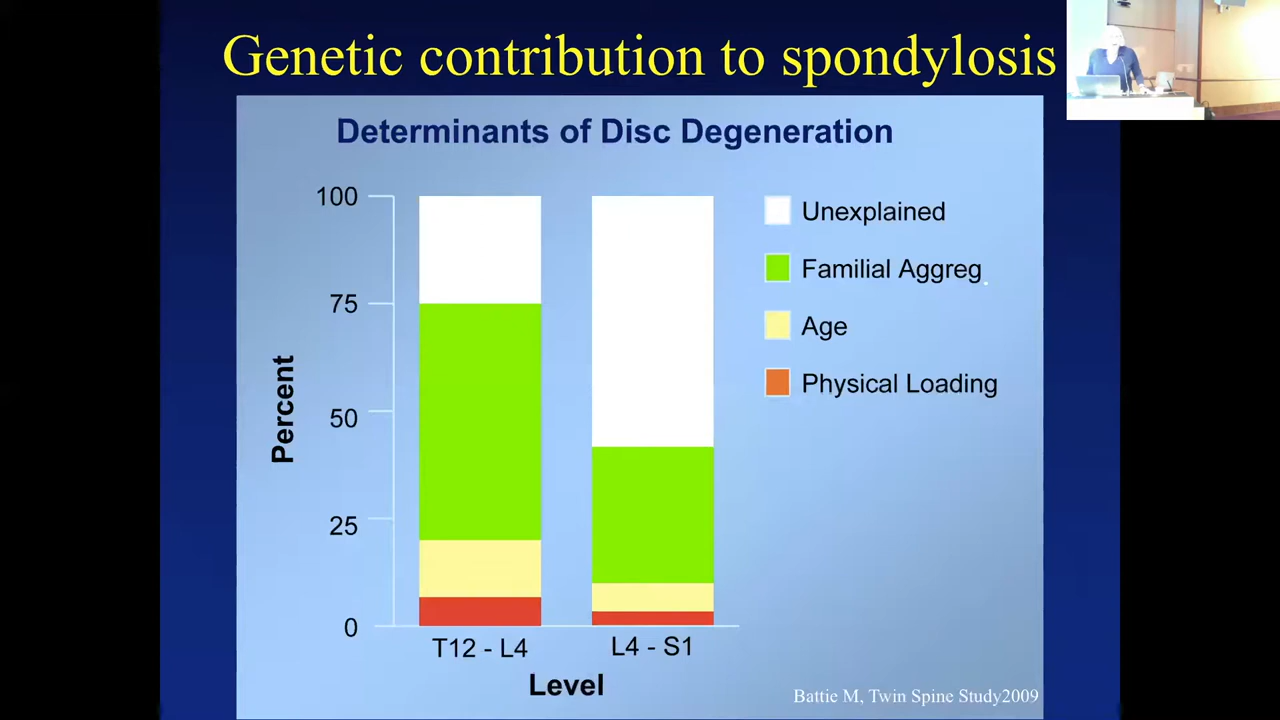 Genetic contribution to spondylosis
Determinants of Disc Degeneration
100
75
50
25
0
Percent
T12 - L4
L4 - S1
Level
Unexplained
Familial Aggreg.
Age
Physical Loading
Battie M, Twin Spine Study2009